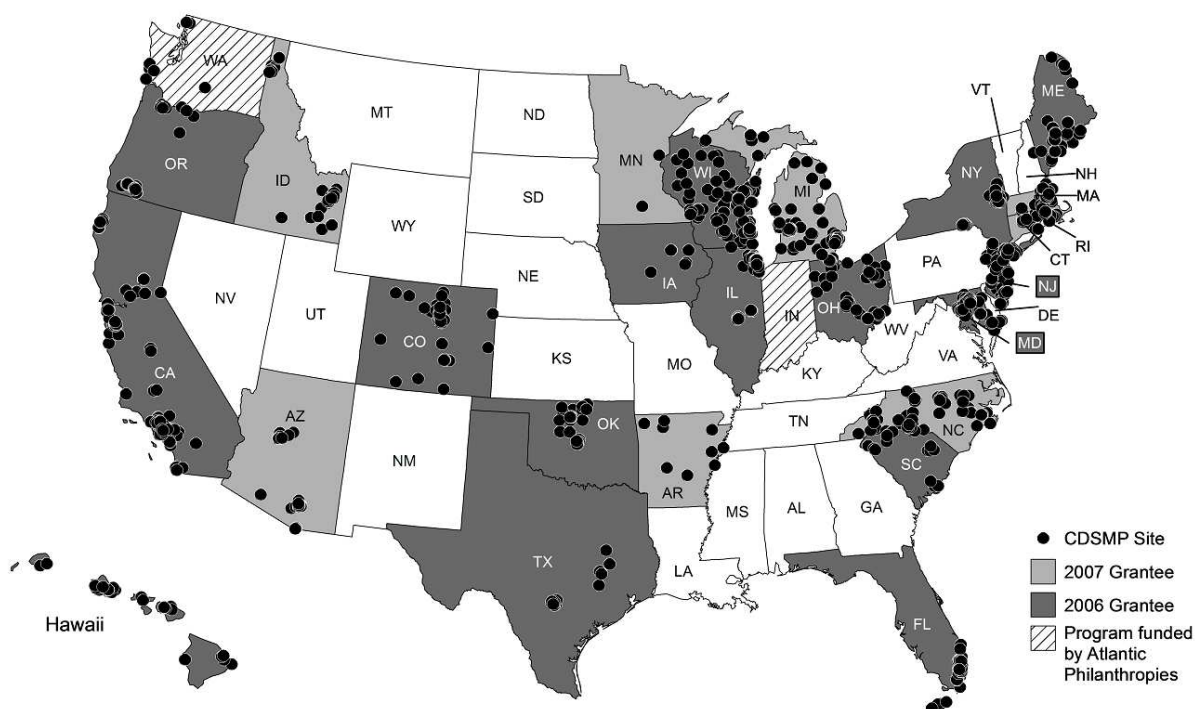 WA
MT
ND
MN
OR
ID
SD
WI
MI
WY
NE
IA
NV
UT
CO
IL
IN
OH
PA
NY
VT
ME
NH
MA
RI
CT
NJ
DE
MD
WV
VA
KY
KS
MO
CA
AZ
NM
OK
AR
TN
NC
SC
MS
AL
GA
TX
LA
FL
Hawaii
CDSMP Site
2007 Grantee
2006 Grantee
Program funded
by Atlantic
Philanthropies